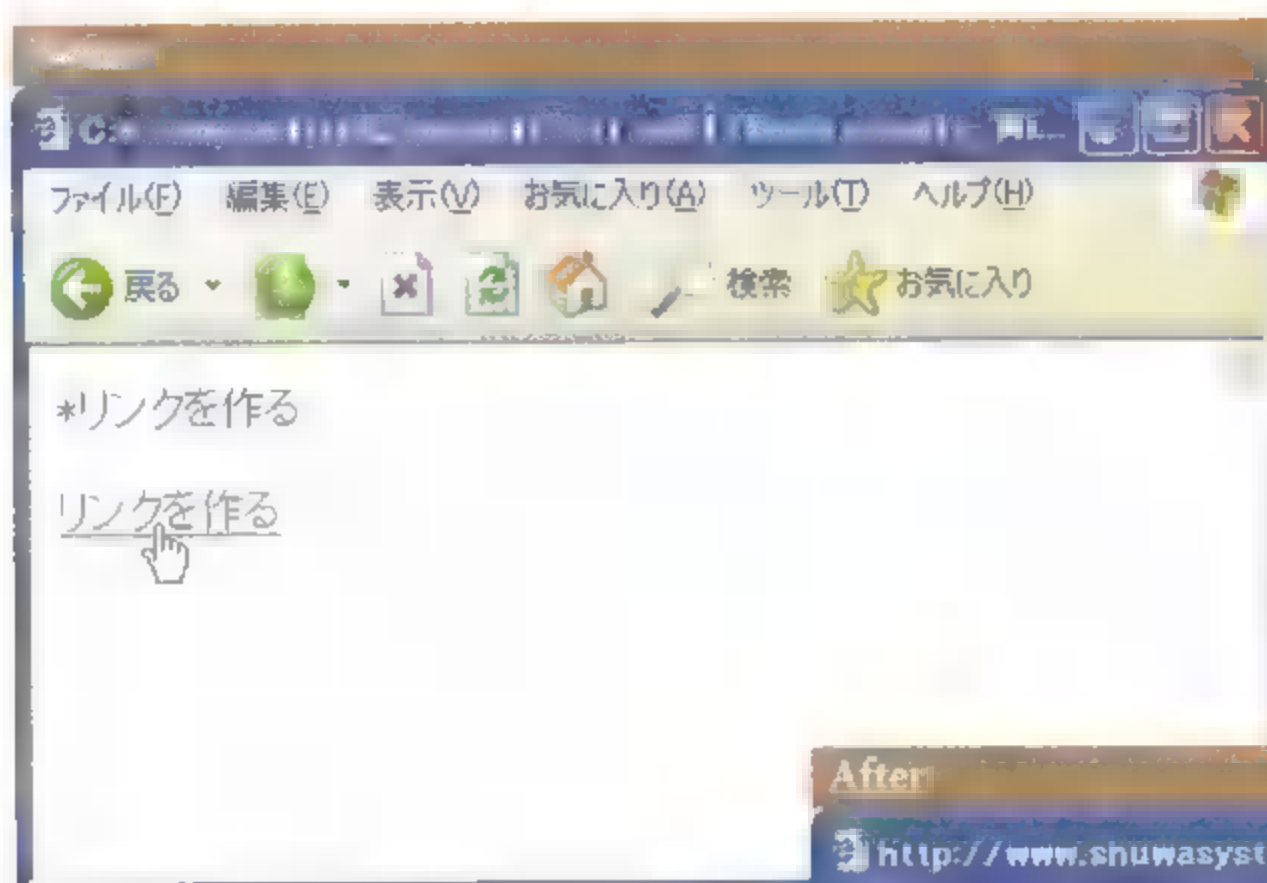 ファイル(F) 編集(E) 表示(V) お気に入り(A) ツール(T) ヘルプ(H)
戻る 検索 お気に入り
*リンクを作る
リンクを作る
After
http://www.shuwasyst